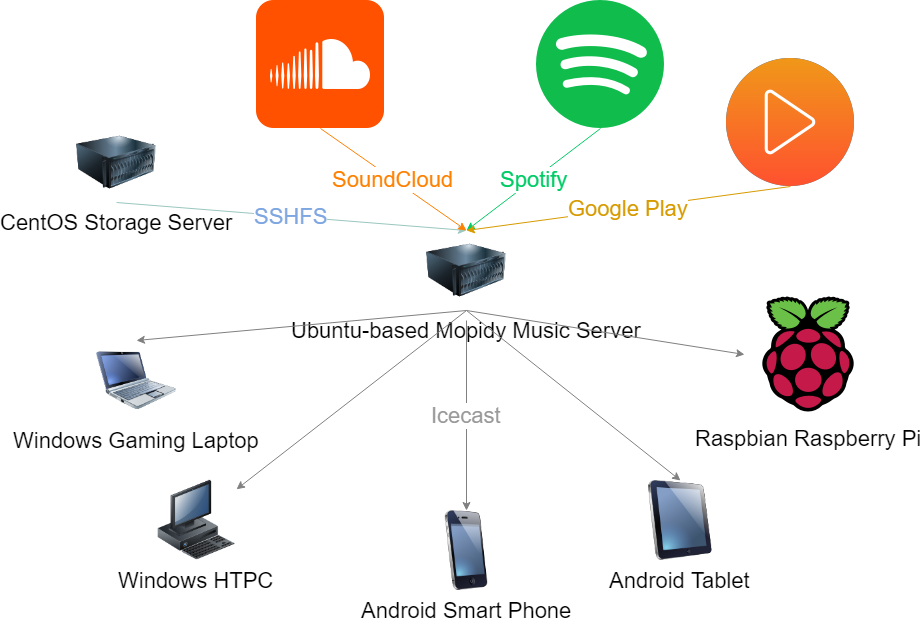 SoundCloud
Spotify
Google Play
SSHFS
CentOS Storage Server
Ubuntu-based Mopidy Music Server
Icecast
Windows Gaming Laptop
Raspbian Raspberry Pi
Windows HTPC
Android Tablet
Android Smart Phone